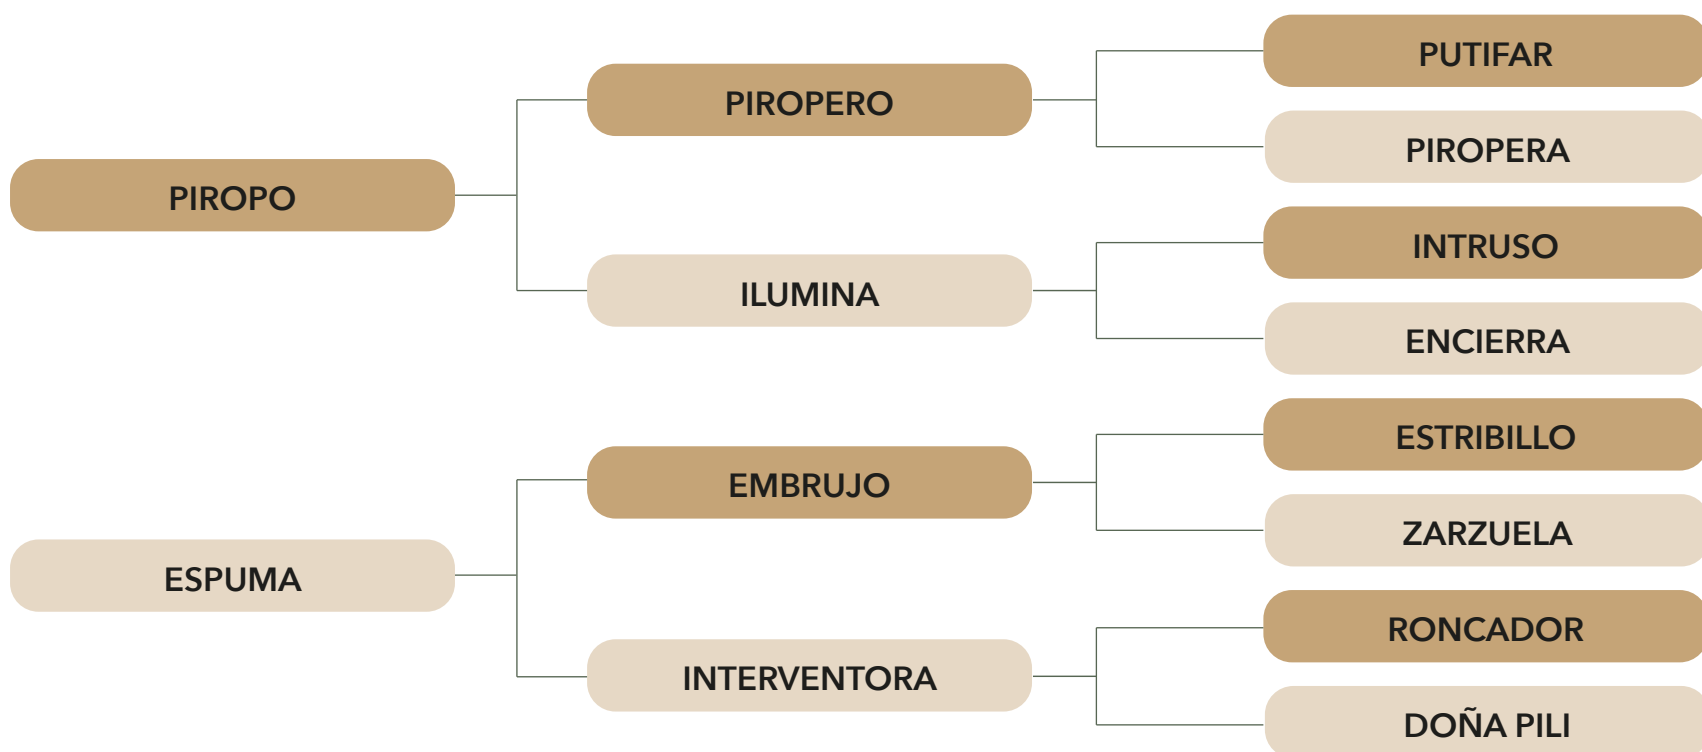 PIROPO
PIROPERO
PUTIFAR
PIROPERA
ILUMINA
INTRUSO
ENCIERRA
ESPUMA
EMBRUJO
ESTRIBILLO
ZARZUELA
INTERVENTORA
RONCADOR
DOÑA PILI